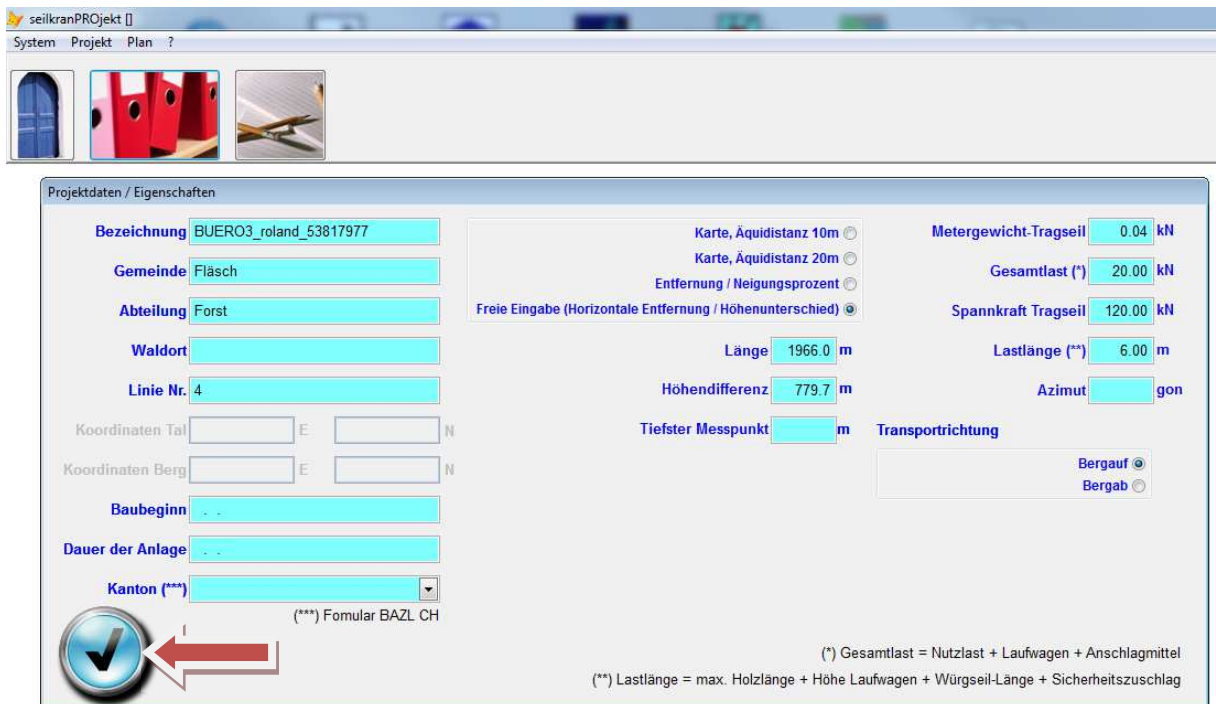 seilkranPROjekt []
System Projekt Plan ?
Projektdaten / Eigenschaften
Bezeichnung BUERO3_roland_53817977
Gemeinde Fläsch
Abteilung Forst
Waldort
Linie Nr. 4
Koordinaten Tal E N
Koordinaten Berg E N
Baubeginn . .
Dauer der Anlage . .
Kanton (***)
(***) Fomular BAZL CH
Karte, Äquidistanz 10m
Karte, Äquidistanz 20m
Entfernung / Neigungsprozent
Freie Eingabe (Horizontale Entfernung / Höhenunterschied)
Länge 1966.0 m
Höhendifferenz 779.7 m
Tiefster Messpunkt m
Metergewicht-Tragseil 0.04 kN
Gesamtlast (*) 20.00 kN
Spannkraft Tragseil 120.00 kN
Lastlänge (**) 6.00 m
Azimut gon
Transportrichtung
Bergauf
Bergab
(*) Gesamtlast = Nutzlast + Laufwagen + Anschlagmittel
(**) Lastlänge = max. Holzlänge + Höhe Laufwagen + Würgseil-Länge + Sicherheitszuschlag